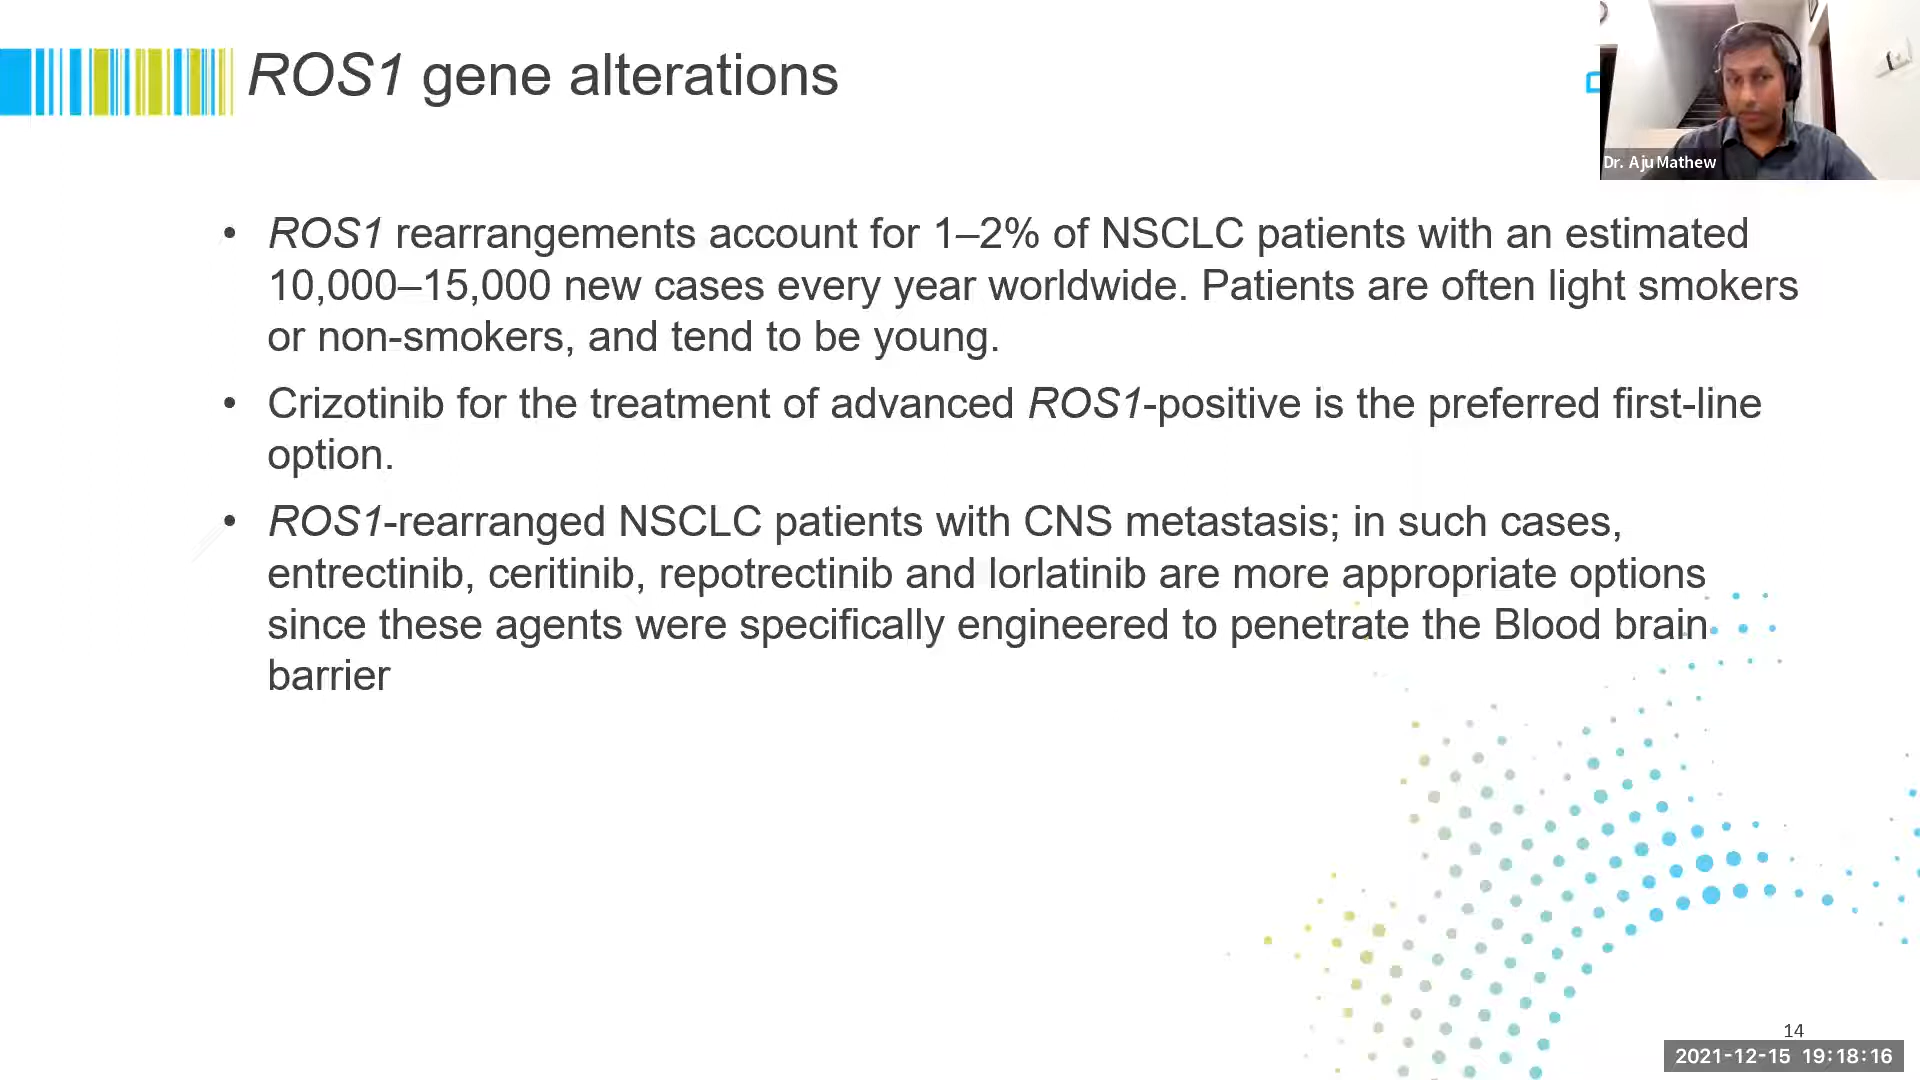 ROS1 gene alterations
Dr. Aju Mathew
• ROS1 rearrangements account for 1–2% of NSCLC patients with an estimated
10,000–15,000 new cases every year worldwide. Patients are often light smokers
or non-smokers, and tend to be young.
• Crizotinib for the treatment of advanced ROS1-positive is the preferred first-line
option.
• ROS1-rearranged NSCLC patients with CNS metastasis; in such cases,
entrectinib, ceritinib, repotrectinib and lorlatinib are more appropriate options
since these agents were specifically engineered to penetrate the Blood brain
barrier
14
2021-12-15 19:18:16